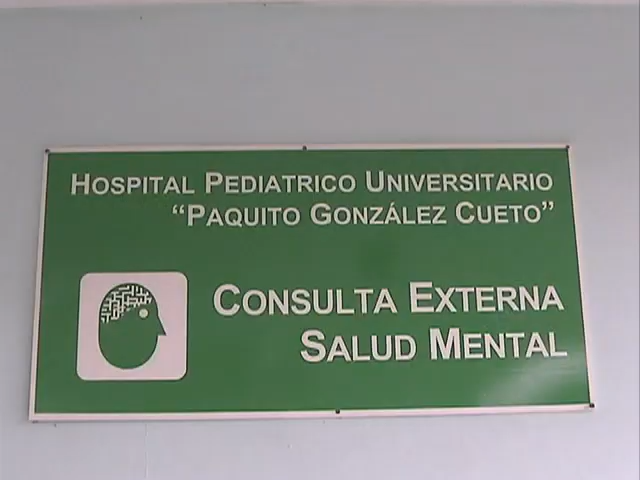 HOSPITAL PEDIATRICO UNIVERSITARIO
"PAQUITO GONZÁLEZ CUETO"
CONSULTA EXTERNA
SALUD MENTAL